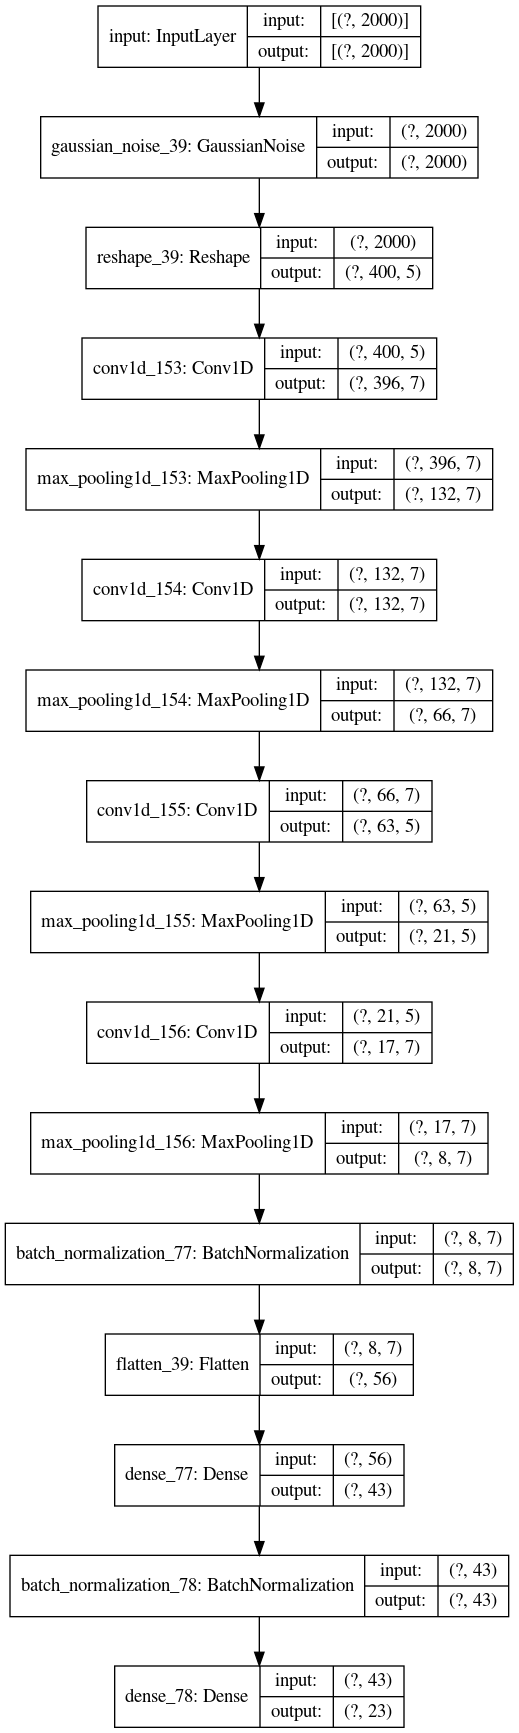 input: InputLayer
input: [(?, 2000)]
output: [(?, 2000)]
gaussian_noise_39: GaussianNoise
input: (?, 2000)
output: (?, 2000)
reshape_39: Reshape
input: (?, 2000)
output: (?, 400, 5)
conv1d_153: Conv1D
input: (?, 400, 5)
output: (?, 396, 7)
max_pooling1d_153: MaxPooling1D
input: (?, 396, 7)
output: (?, 132, 7)
conv1d_154: Conv1D
input: (?, 132, 7)
output: (?, 132, 7)
max_pooling1d_154: MaxPooling1D
input: (?, 132, 7)
output: (?, 66, 7)
conv1d_155: Conv1D
input: (?, 66, 7)
output: (?, 63, 5)
max_pooling1d_155: MaxPooling1D
input: (?, 63, 5)
output: (?, 21, 5)
conv1d_156: Conv1D
input: (?, 21, 5)
output: (?, 17, 7)
max_pooling1d_156: MaxPooling1D
input: (?, 17, 7)
output: (?, 8, 7)
batch_normalization_77: BatchNormalization
input: (?, 8, 7)
output: (?, 8, 7)
flatten_39: Flatten
input: (?, 8, 7)
output: (?, 56)
dense_77: Dense
input: (?, 56)
output: (?, 43)
batch_normalization_78: BatchNormalization
input: (?, 43)
output: (?, 43)
dense_78: Dense
input: (?, 43)
output: (?, 23)